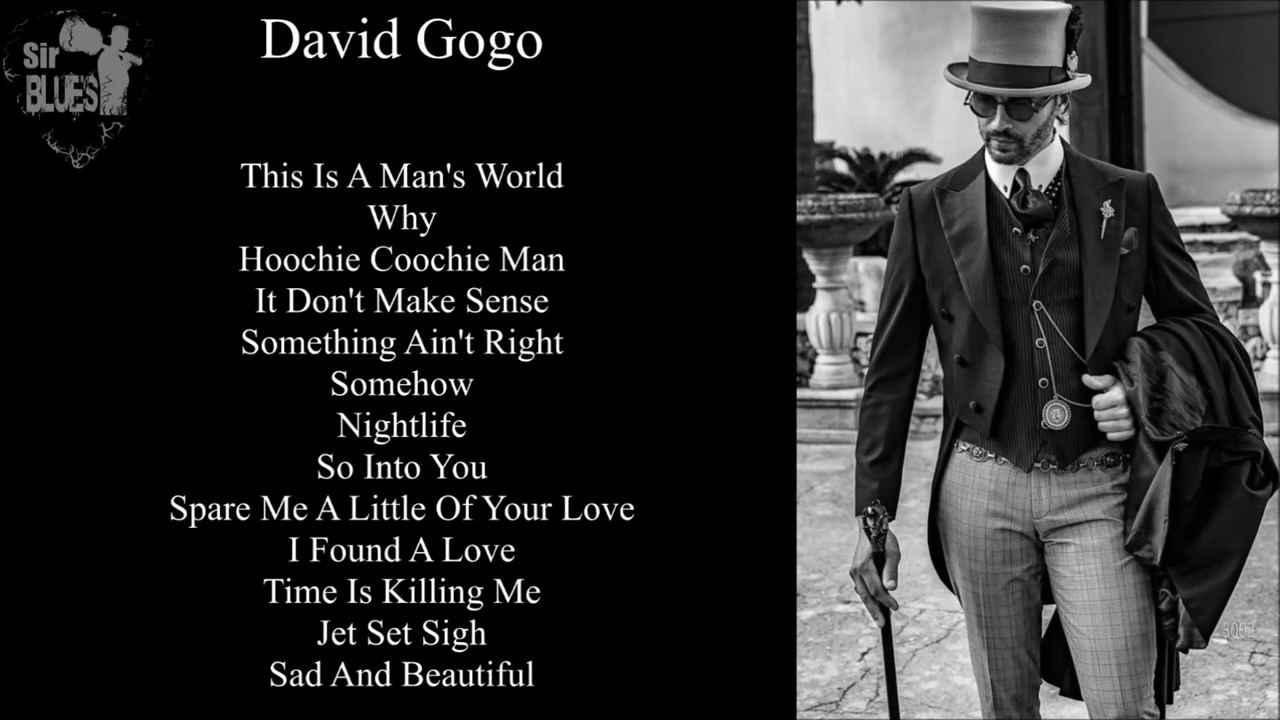 Sir
BLUES
David Gogo
This Is A Man's World
Why
Hoochie Coochie Man
It Don't Make Sense
Something Ain't Right
Somehow
Nightlife
So Into You
Spare Me A Little Of Your Love
I Found A Love
Time Is Killing Me
Jet Set Sigh
Sad And Beautiful